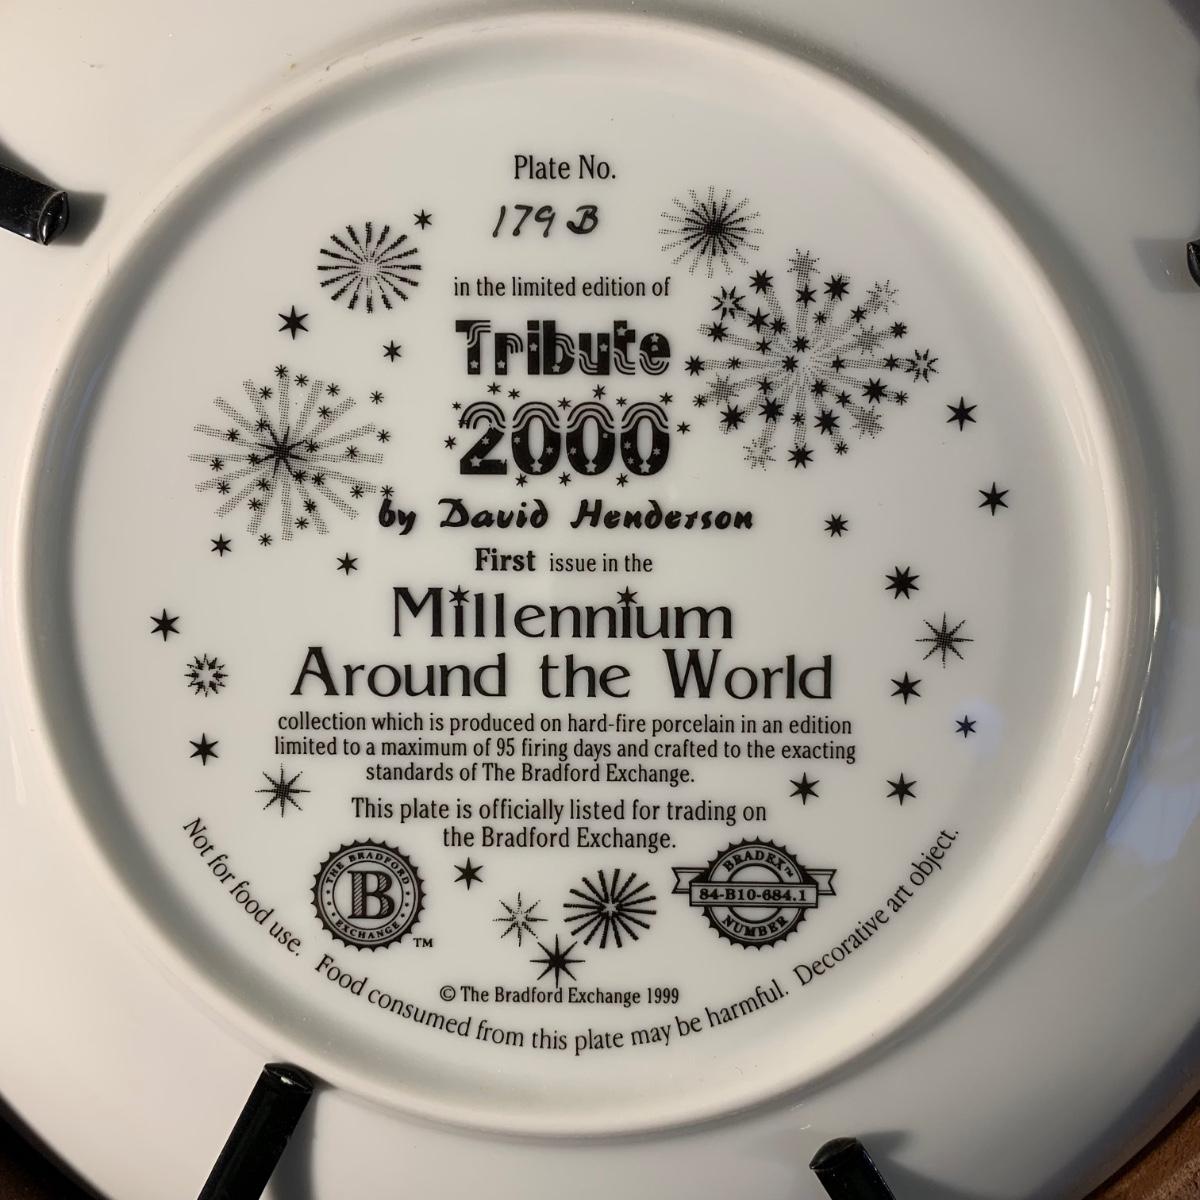 Plate No.
179 B
in the limited edition of
Tribute
2000
by David Henderson
First issue in the
Millennium
Around the World
collection which is produced on hard-fire porcelain in an edition
limited to a maximum of 95 firing days and crafted to the exacting
standards of The Bradford Exchange.
This plate is officially listed for trading on
the Bradford Exchange.
THE BRADFORD
B
EXCHANGE
TM
BRADEX™
84-B10-684.1
NUMBER
© The Bradford Exchange 1999
Not for food use. Food consumed from this plate may be harmful. Decorative art object.